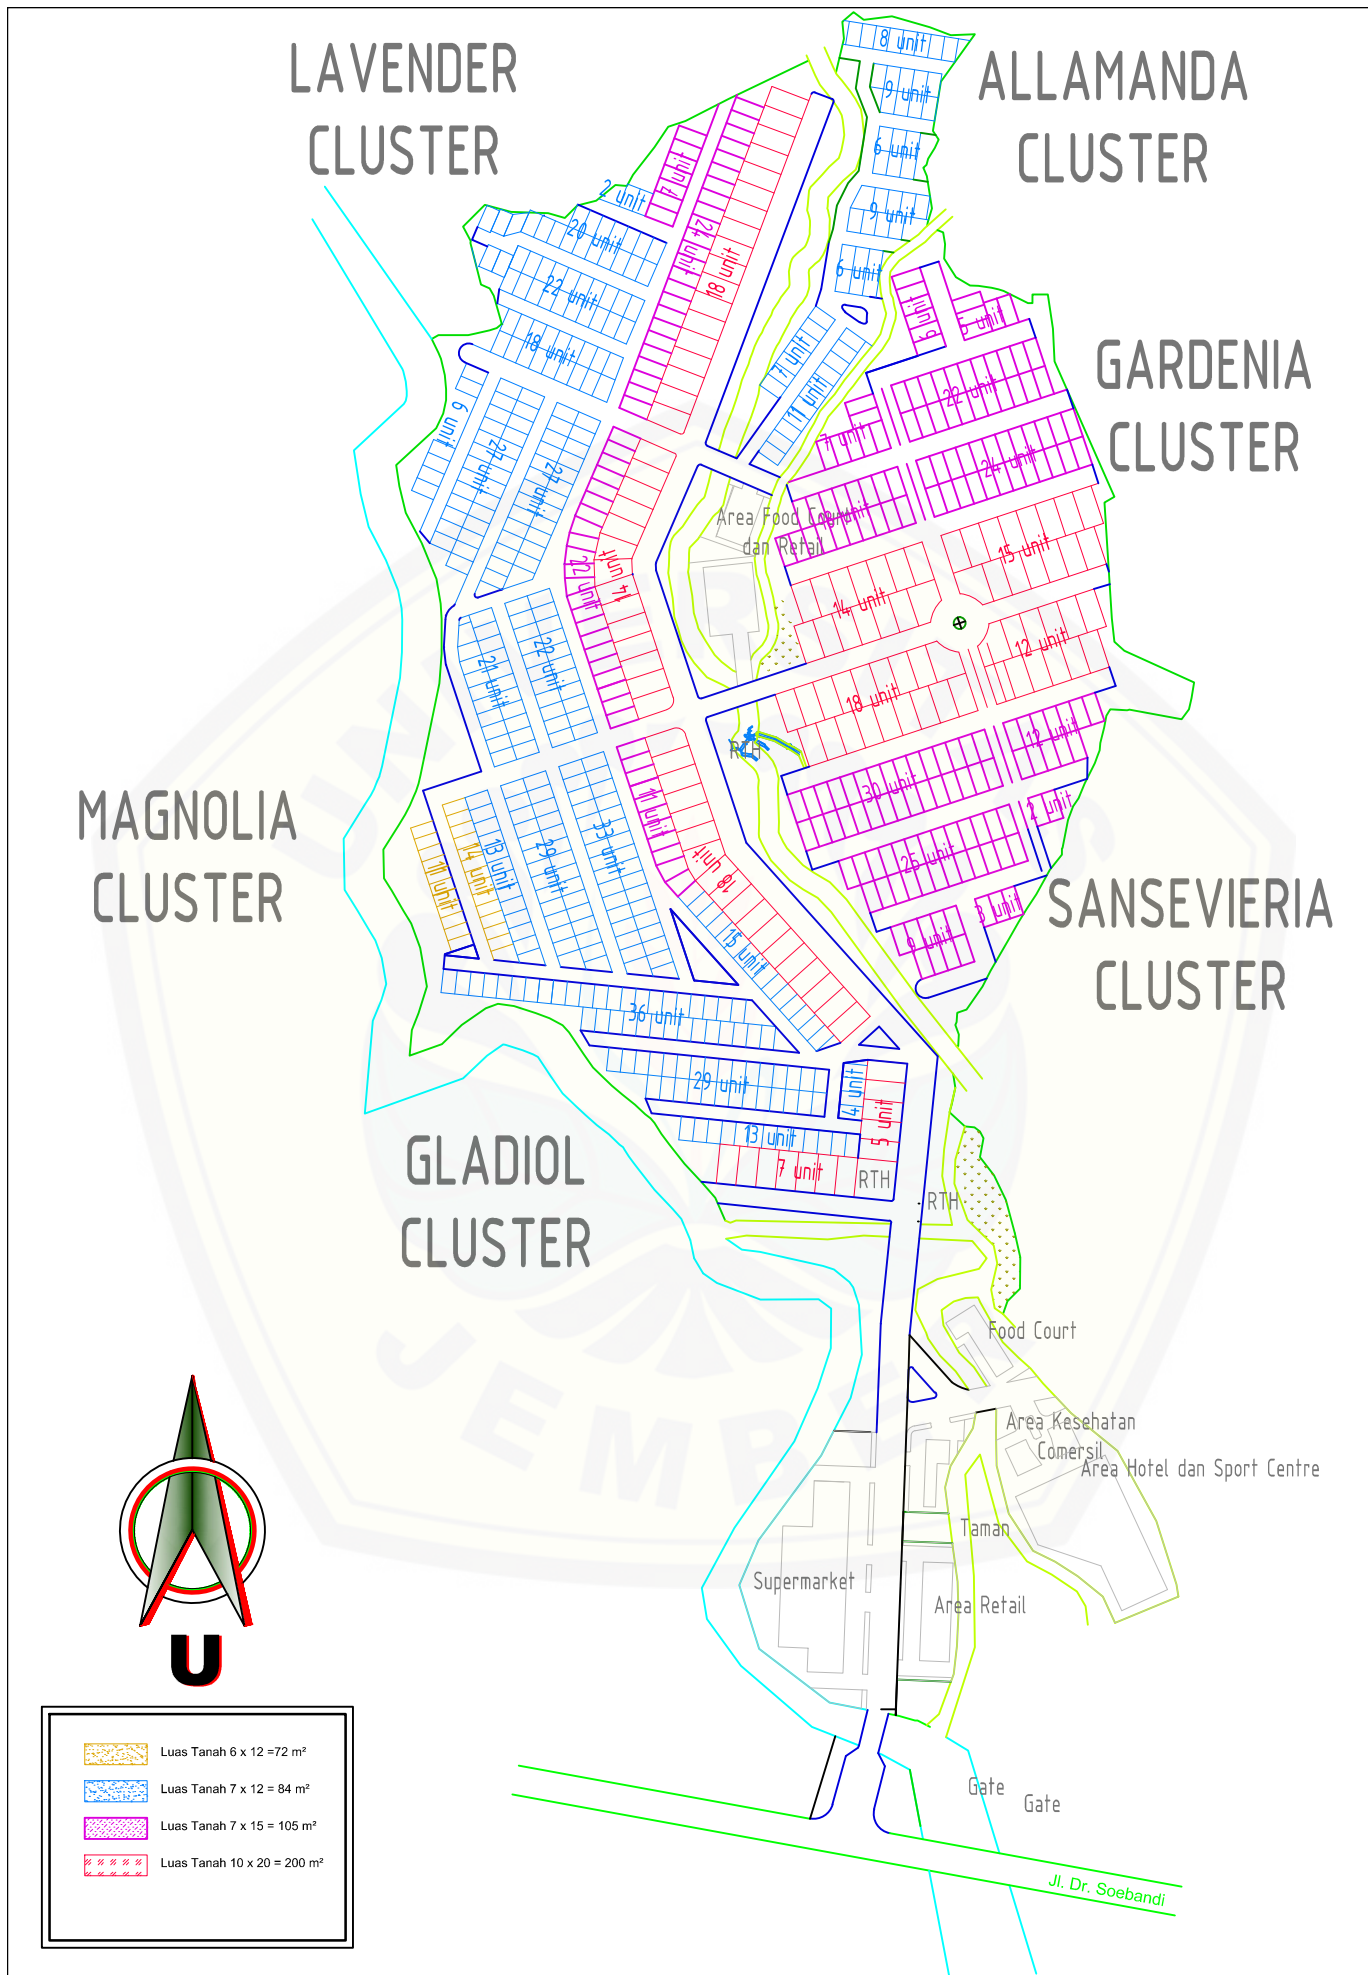 LAVENDER
CLUSTER
ALLAMANDA
CLUSTER
8 unit
9 unit
6 unit
9 unit
6 unit
7 unit
11 unit
2 unit
7 unit
20 unit
24 unit
18 unit
22 unit
18 unit
6 unit
27 unit
27 unit
22 unit
14 unit
GARDENIA
CLUSTER
5 unit
22 unit
7 unit
24 unit
18 unit
15 unit
14 unit
12 unit
18 unit
Area Food Court
dan Retail
RTH
21 unit
22 unit
MAGNOLIA
CLUSTER
11 unit
14 unit
13 unit
29 unit
33 unit
11 unit
18 unit
15 unit
12 unit
30 unit
2 unit
3 unit
9 unit
SANSEVIERIA
CLUSTER
36 unit
29 unit
4 unit
5 unit
13 unit
7 unit
RTH
RTH
GLADIOL
CLUSTER
Food Court
Area Kesehatan
Comersil
Area Hotel dan Sport Centre
Taman
Supermarket
Area Retail
Gate
Gate
Jl. Dr. Soebandi
U
Luas Tanah 6 x 12 =72 m²
Luas Tanah 7 x 12 = 84 m²
Luas Tanah 7 x 15 = 105 m²
Luas Tanah 10 x 20 = 200 m²
JEMBER